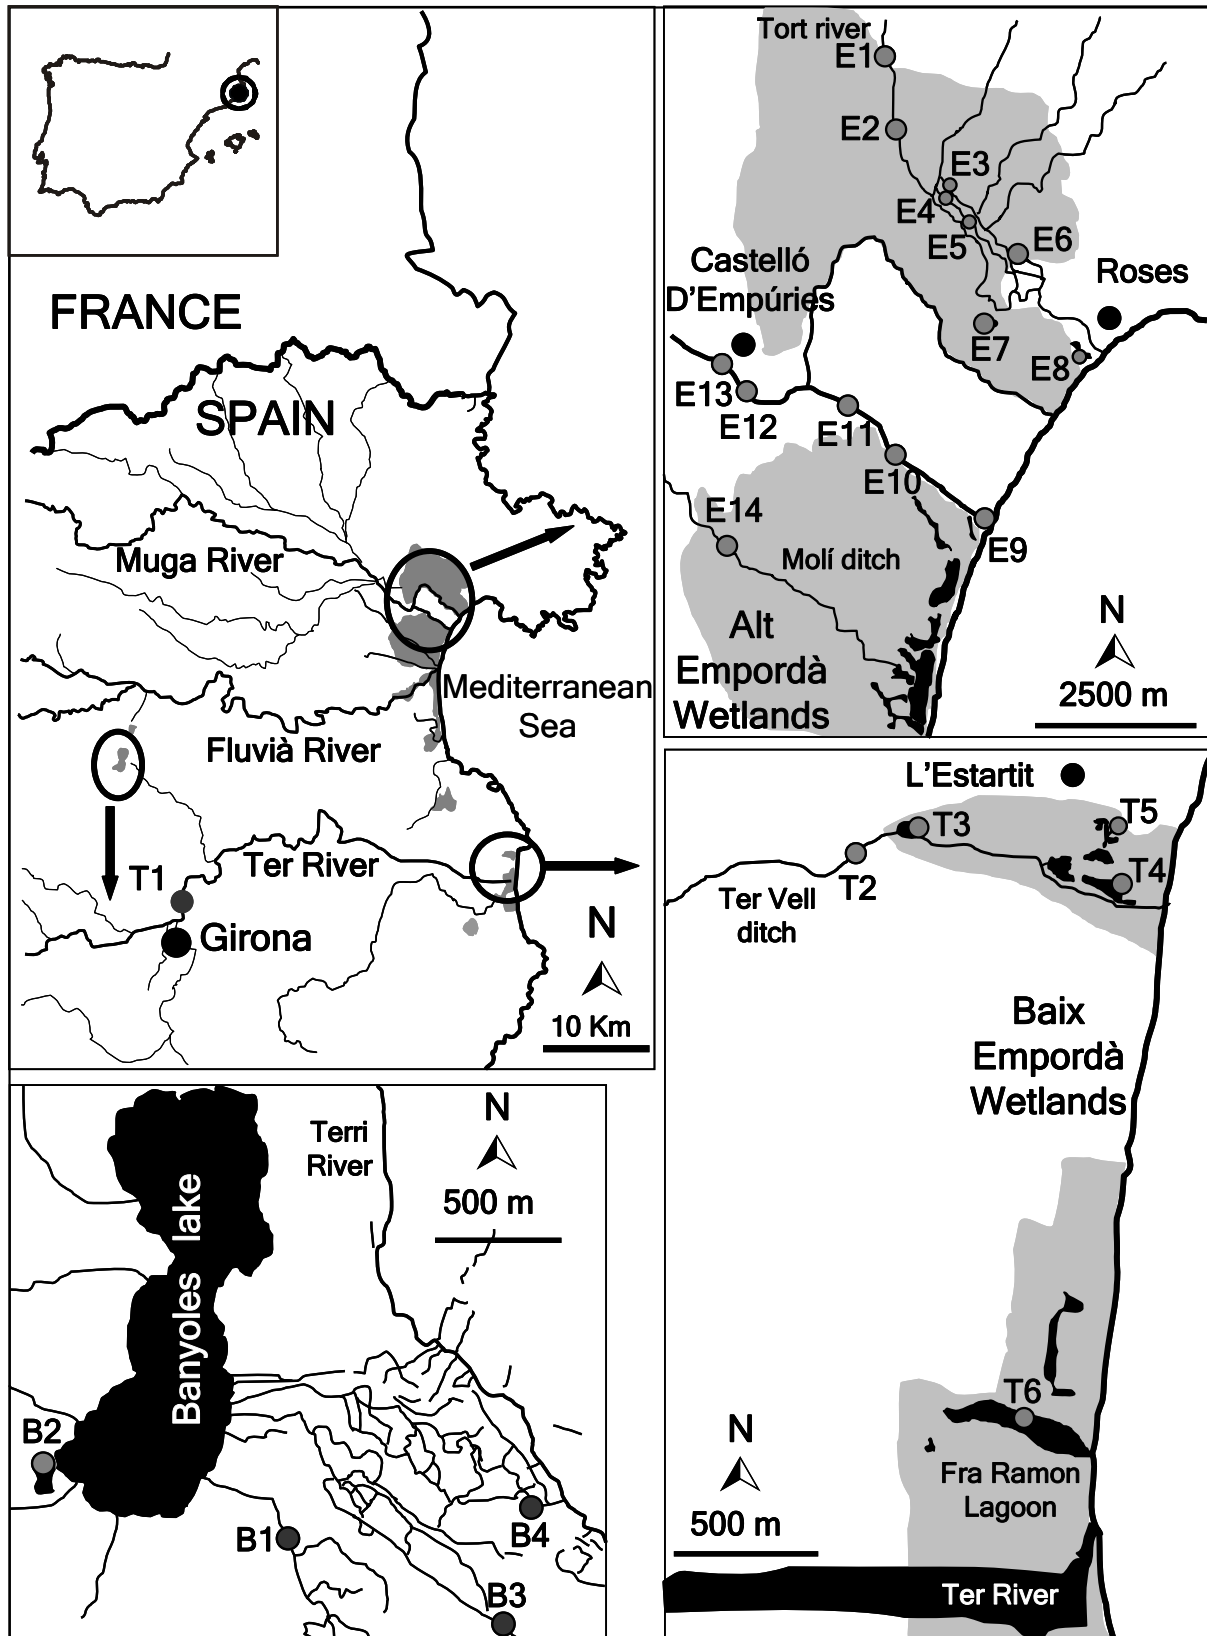 FRANCE
SPAIN
Muga River
Mediterranean
Sea
Fluvià River
Ter River
T1
Girona
N
10 Km
Tort river
E1
E2
E3
E4
E5
E6
Castelló
D'Empúries
Roses
E7
E8
E13
E12
E11
E10
E14
E9
Molí ditch
Alt
Empordà
Wetlands
N
2500 m
L'Estartit
T5
T3
T2
T4
Ter Vell
ditch
Baix
Empordà
Wetlands
T6
N
500 m
Fra Ramon
Lagoon
Ter River
Terri
River
N
500 m
Banyoles lake
B2
B1
B4
B3